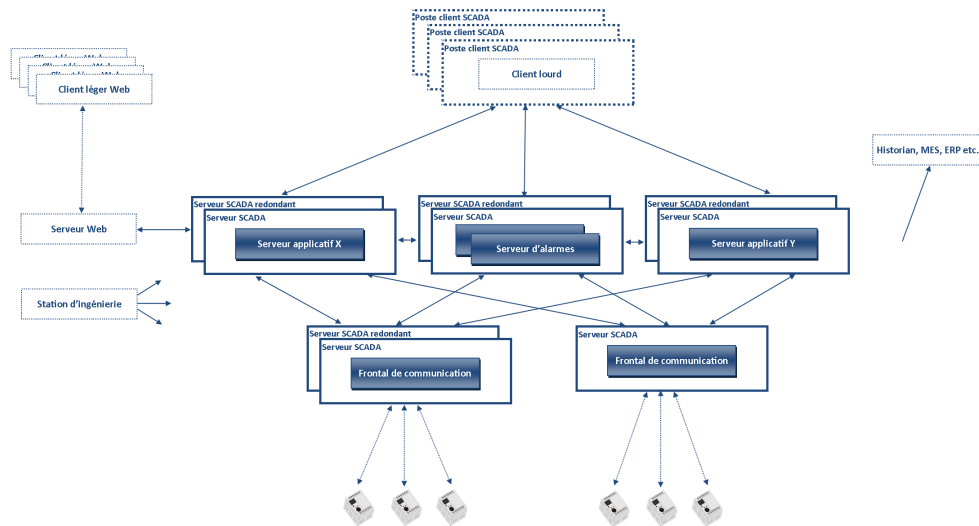 Poste client SCADA
Poste client SCADA
Poste client SCADA
Client lourd
Client léger Web
Historian, MES, ERP etc.
Serveur SCADA redondant
Serveur SCADA
Serveur applicatif X
Serveur SCADA redondant
Serveur SCADA
Serveur d'alarmes
Serveur SCADA redondant
Serveur SCADA
Serveur applicatif Y
Serveur Web
Station d'ingénierie
Serveur SCADA redondant
Serveur SCADA
Frontal de communication
Serveur SCADA
Frontal de communication